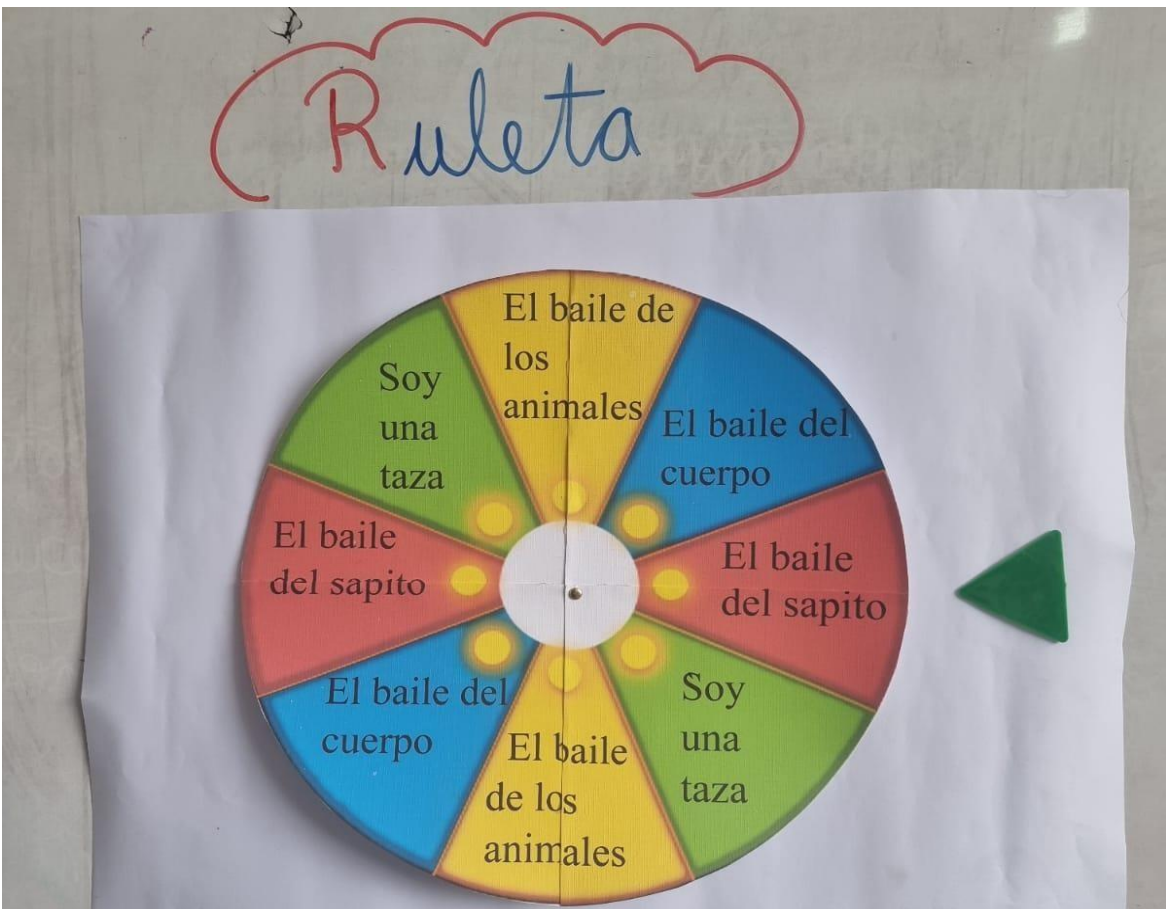 Ruleta
El baile de
los
animales
El baile del
cuerpo
El baile
del sapito
Soy
una
taza
El baile
de los
animales
El baile del
cuerpo
El baile
del sapito
Soy
una
taza